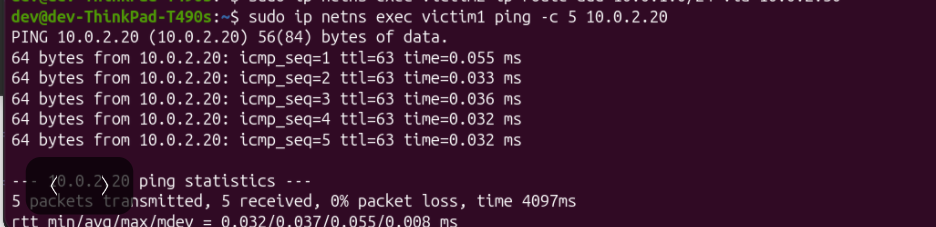 dev@dev-ThinkPad-T490s:~$ sudo ip netns exec victim1 ping -c 5 10.0.2.20
PING 10.0.2.20 (10.0.2.20) 56(84) bytes of data.
64 bytes from 10.0.2.20: icmp_seq=1 ttl=63 time=0.055 ms
64 bytes from 10.0.2.20: icmp_seq=2 ttl=63 time=0.033 ms
64 bytes from 10.0.2.20: icmp_seq=3 ttl=63 time=0.036 ms
64 bytes from 10.0.2.20: icmp_seq=4 ttl=63 time=0.032 ms
64 bytes from 10.0.2.20: icmp_seq=5 ttl=63 time=0.032 ms
--- 10.0.2.20 ping statistics ---
5 packets transmitted, 5 received, 0% packet loss, time 4097ms
rtt min/avg/max/mdev = 0.032/0.037/0.055/0.008 ms